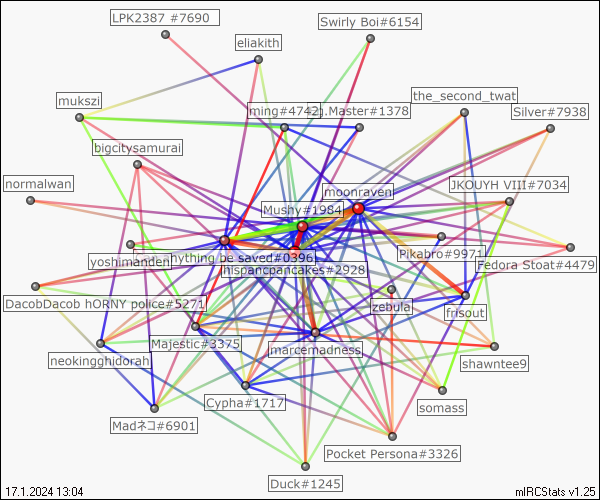 LPK2387 #7690
Swirly Boi#6154
eliakith
the_second_twat
mukszi
ming#4742
g.Master#1378
Silver#7938
bigcitysamurai
normalwan
JKOUYH VIII#7034
moonraven
Mushy#1984
yoshimanden
hything be saved#0396
Pikabro#9971
Fedora Stoat#4479
hispancpancakes#2928
DacobDacob hORNY police#5271
zebula
frisout
Majestic#3375
marcemadness
neokingghidorah
shawntee9
Cypha#1717
somass
Madネコ#6901
Pocket Persona#3326
Duck#1245
17.1.2024 13:04
mIRCStats v1.25